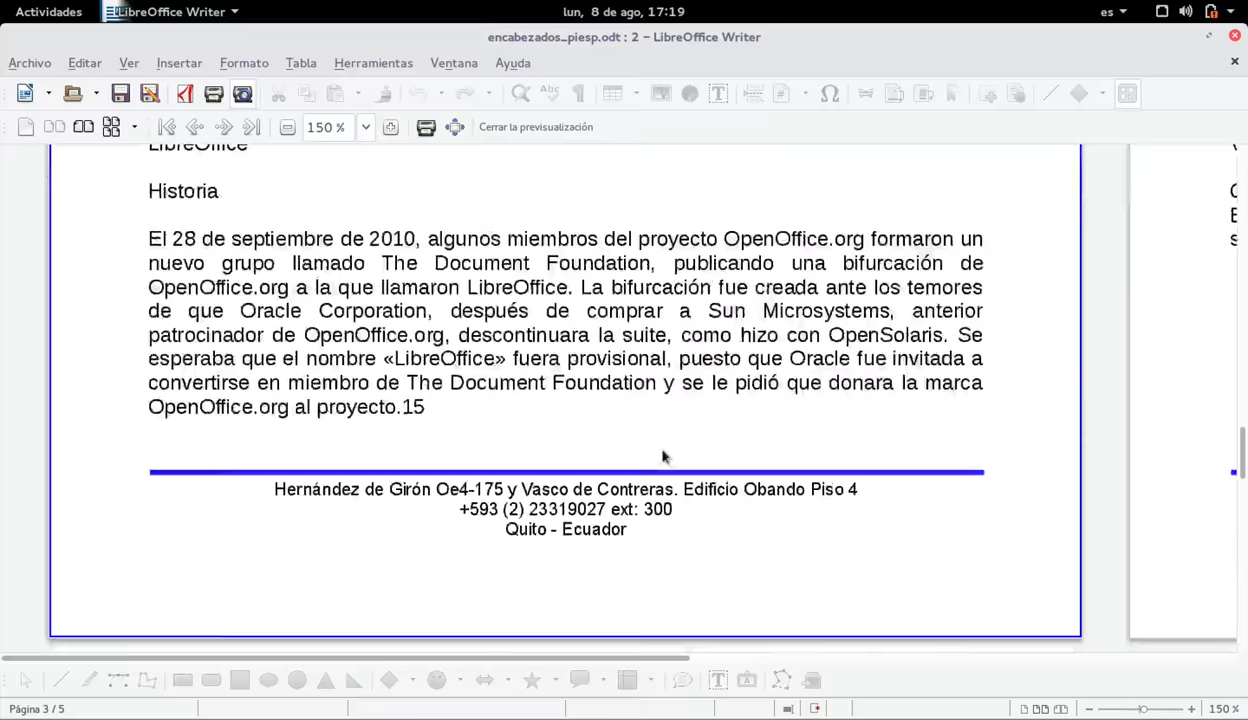 Actividades LibreOffice Writer lun, 8 de ago, 17:19 es
encabezados_piesp.odt : 2 – LibreOffice Writer
Archivo Editar Ver Insertar Formato Tabla Herramientas Ventana Ayuda
150 % Cerrar la previsualización
LibreOffice
Historia
El 28 de septiembre de 2010, algunos miembros del proyecto OpenOffice.org formaron un
nuevo grupo llamado The Document Foundation, publicando una bifurcación de
OpenOffice.org a la que llamaron LibreOffice. La bifurcación fue creada ante los temores
de que Oracle Corporation, después de comprar a Sun Microsystems, anterior
patrocinador de OpenOffice.org, descontinuara la suite, como hizo con OpenSolaris. Se
esperaba que el nombre «LibreOffice» fuera provisional, puesto que Oracle fue invitada a
convertirse en miembro de The Document Foundation y se le pidió que donara la marca
OpenOffice.org al proyecto.15
Hernández de Girón Oe4-175 y Vasco de Contreras. Edificio Obando Piso 4
+593 (2) 23319027 ext: 300
Quito - Ecuador
Página 3 / 5 150 %